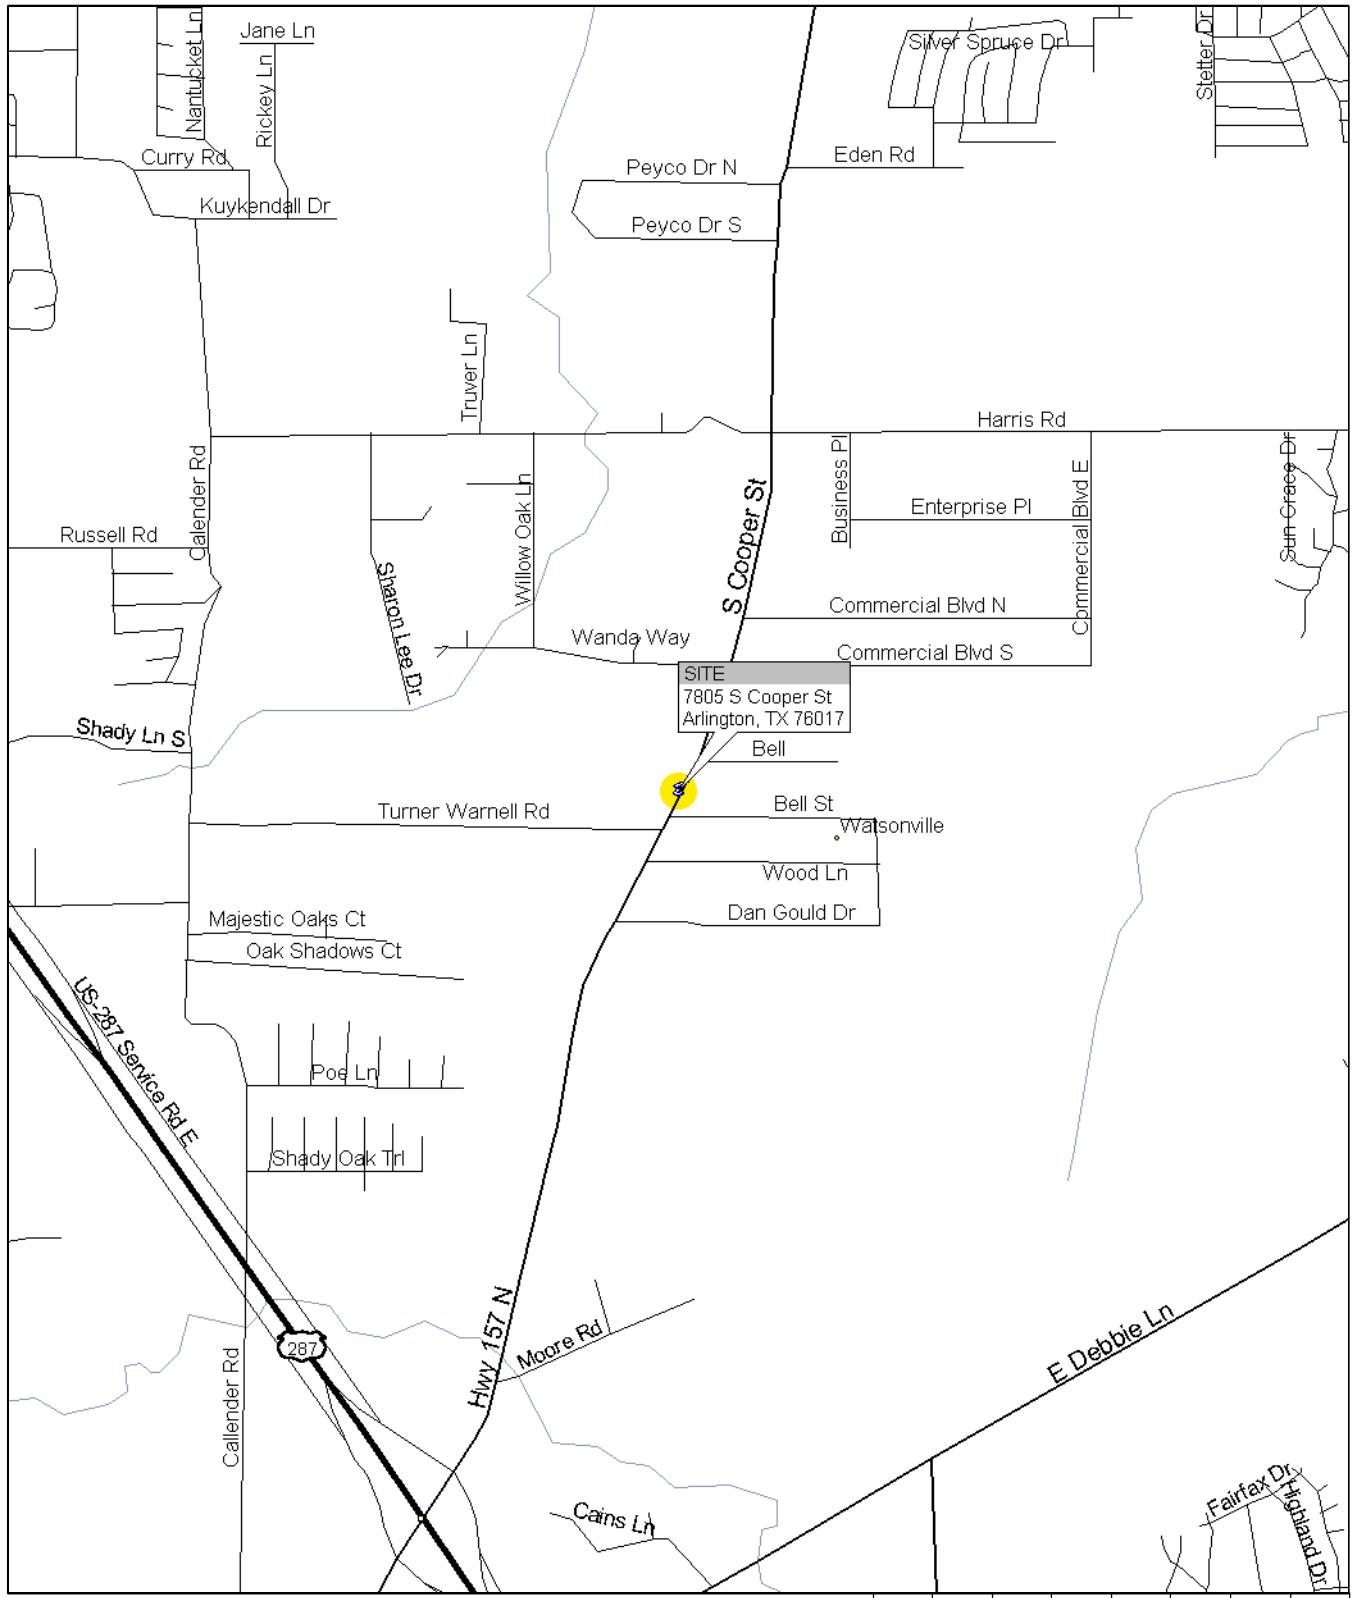 Jane Ln
Nantucket Ln
Rickey Ln
Silver Spruce Dr
Stetter Dr
Curry Rd
Eden Rd
Peyco Dr N
Kuykendall Dr
Peyco Dr S
Truver Ln
Harris Rd
Calender Rd
Business Pl
Commercial Blvd E
Sun Grace Dr
Willow Oak Ln
S Cooper St
Enterprise Pl
Russell Rd
Sharon Lee Dr
Commercial Blvd N
Wanda Way
Commercial Blvd S
SITE
7805 S Cooper St
Arlington, TX 76017
Shady Ln S
Bell
Turner Warnell Rd
Bell St
Watsonville
Wood Ln
Majestic Oaks Ct
Dan Gould Dr
Oak Shadows Ct
US-287 Service Rd E
Poe Ln
Shady Oak Trl
Hwy 157 N
287
Moore Rd
E Debbie Ln
Callender Rd
Cains Ln
Fairfax Dr
Highland Dr